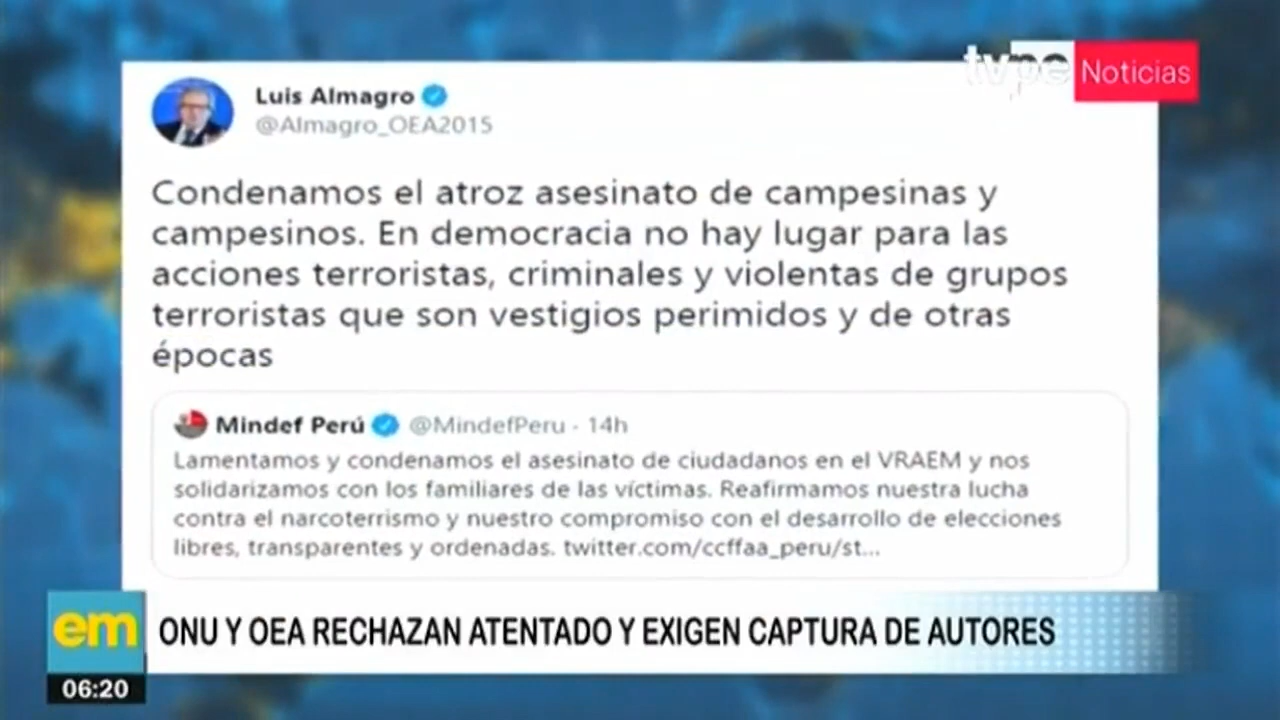 tvpe Noticias
Luis Almagro
@Almagro_OEA2015
Condenamos el atroz asesinato de campesinas y
campesinos. En democracia no hay lugar para las
acciones terroristas, criminales y violentas de grupos
terroristas que son vestigios perimidos y de otras
épocas
Mindef Perú @MindefPeru · 14h
Lamentamos y condenamos el asesinato de ciudadanos en el VRAEM y nos
solidarizamos con los familiares de las víctimas. Reafirmamos nuestra lucha
contra el narcoterrismo y nuestro compromiso con el desarrollo de elecciones
libres, transparentes y ordenadas. twitter.com/ccffaa_peru/st...
em ONU Y OEA RECHAZAN ATENTADO Y EXIGEN CAPTURA DE AUTORES
06:20